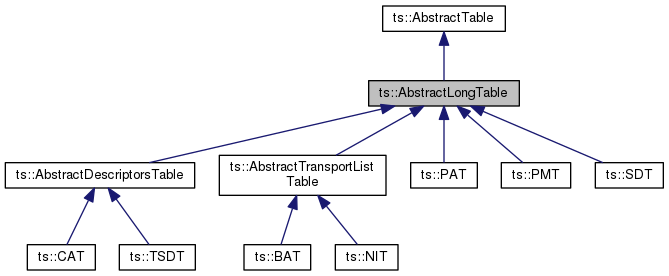 ts::AbstractTable
ts::AbstractLongTable
ts::AbstractDescriptorsTable
ts::AbstractTransportList
Table
ts::PAT
ts::PMT
ts::SDT
ts::CAT
ts::TSDT
ts::BAT
ts::NIT